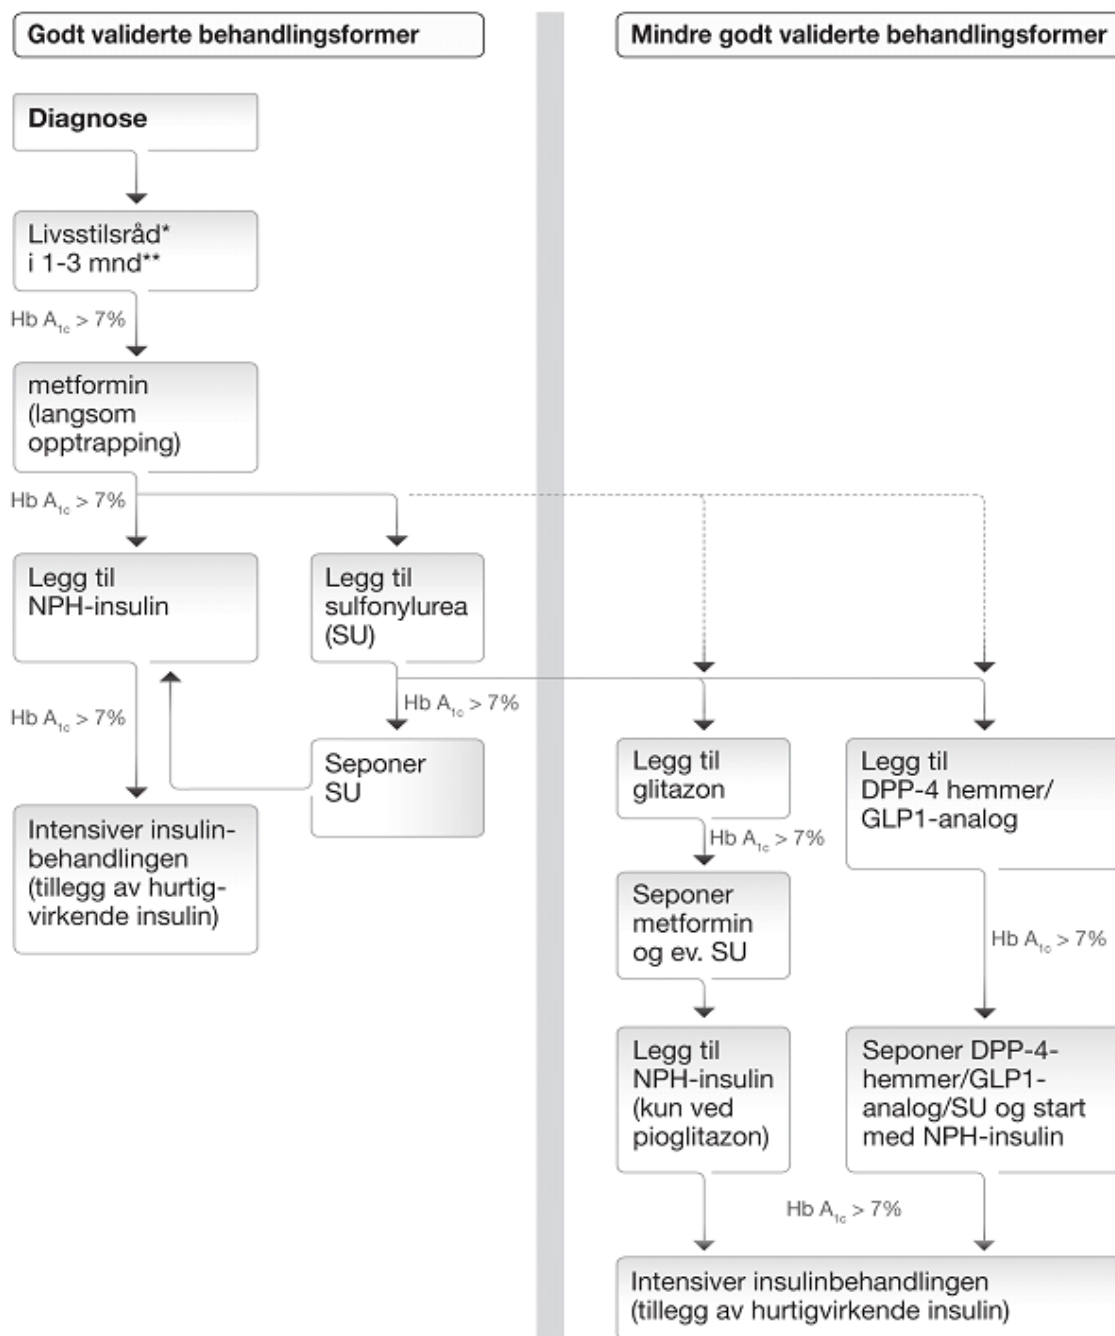 Godt validerte behandlingsformer
Mindre godt validerte behandlingsformer
Diagnose
Livsstilsråd*
i 1-3 mnd**
Hb A1c > 7%
metformin
(langsom
opptrapping)
Hb A1c > 7%
Legg til
NPH-insulin
Legg til
sulfonylurea
(SU)
Hb A1c > 7%
Hb A1c > 7%
Seponer
SU
Intensiver insulin-
behandlingen
(tillegg av hurtig-
virkende insulin)
Legg til
glitazon
Hb A1c > 7%
Seponer
metformin
og ev. SU
Legg til
NPH-insulin
(kun ved
pioglitazon)
Legg til
DPP-4 hemmer/
GLP1-analog
Hb A1c > 7%
Seponer DPP-4-
hemmer/GLP1-
analog/SU og start
med NPH-insulin
Hb A1c > 7%
Intensiver insulinbehandlingen
(tillegg av hurtigvirkende insulin)